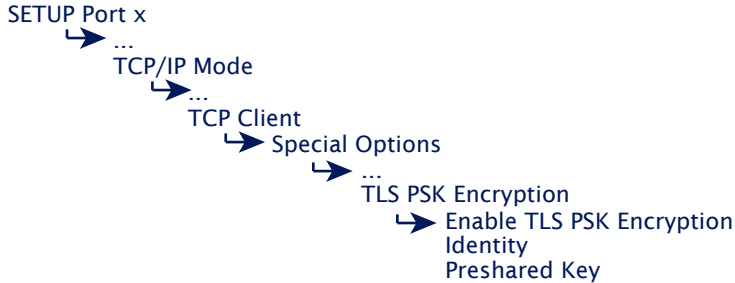 SETUP Port x
...
TCP/IP Mode
...
TCP Client
Special Options
...
TLS PSK Encryption
Enable TLS PSK Encryption
Identity
Preshared Key